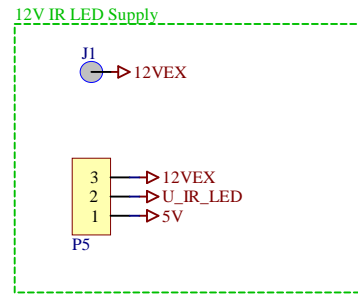 12V IR LED Supply
J1
12VEX
3 12VEX
2 U_IR_LED
1 5V
P5